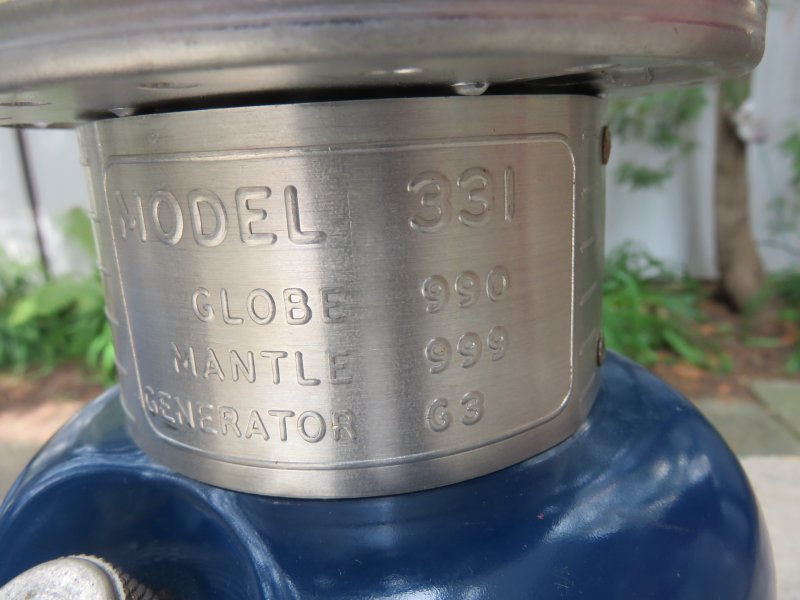 MODEL 331
GLOBE 990
MANTLE 999
GENERATOR G3